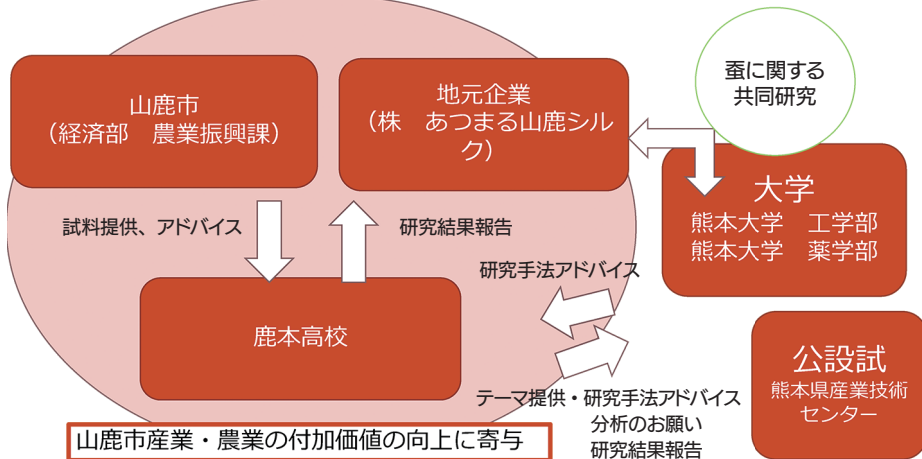 山鹿市
（経済部　農業振興課）
地元企業
（株　あつまる山鹿シル
ク）
蚕に関する
共同研究
大学
熊本大学　工学部
熊本大学　薬学部
試料提供、アドバイス
研究結果報告
研究手法アドバイス
鹿本高校
公設試
熊本県産業技術
センター
テーマ提供・研究手法アドバイス
分析のお願い
研究結果報告
山鹿市産業・農業の付加価値の向上に寄与